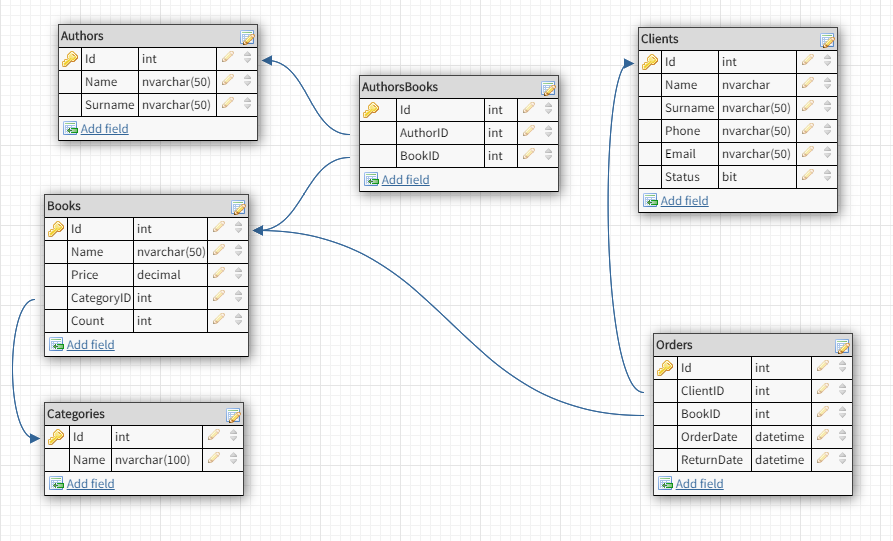 Authors
Id int
Name nvarchar(50)
Surname nvarchar(50)
Add field
AuthorsBooks
Id int
AuthorID int
BookID int
Add field
Clients
Id int
Name nvarchar
Surname nvarchar(50)
Phone nvarchar(50)
Email nvarchar(50)
Status bit
Add field
Books
Id int
Name nvarchar(50)
Price decimal
CategoryID int
Count int
Add field
Categories
Id int
Name nvarchar(100)
Add field
Orders
Id int
ClientID int
BookID int
OrderDate datetime
ReturnDate datetime
Add field